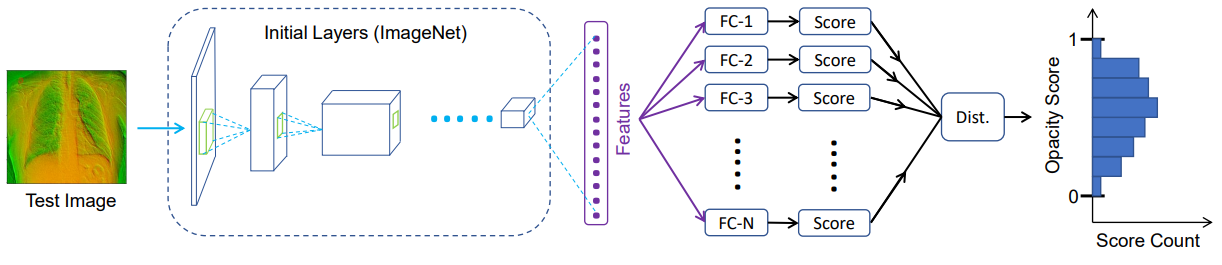 Initial Layers (ImageNet)
Test Image
Features
FC-1
Score
FC-2
Score
FC-3
Score
FC-N
Score
Dist.
1
Opacity Score
0
Score Count